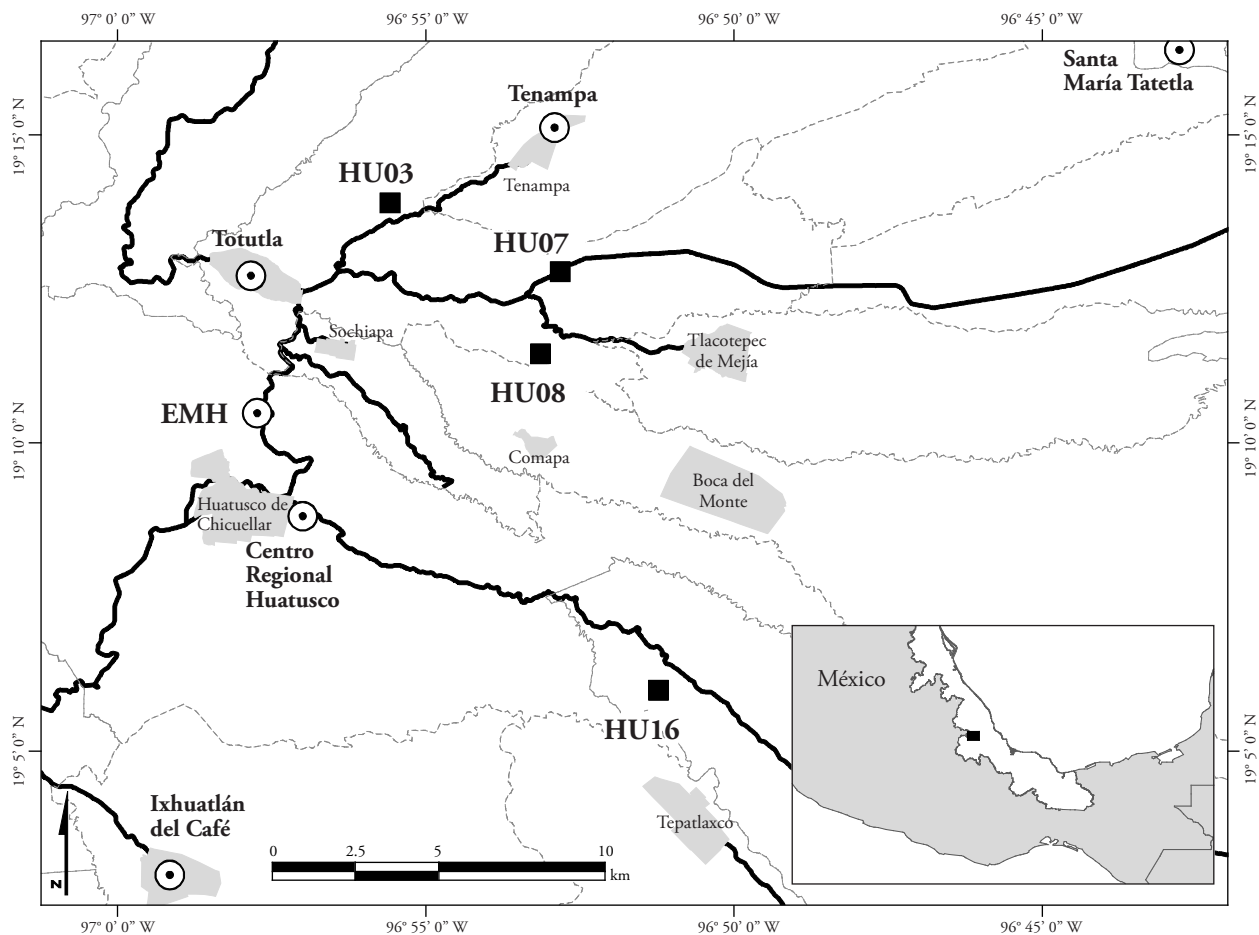 97° 0’ 0” W
96° 55’ 0” W
96° 50’ 0” W
96° 45’ 0” W
Santa
María Tatetla
Tenampa
19° 15’ 0” N
19° 15’ 0” N
HU03
Tenampa
Totutla
HU07
Sochiapa
Tlacotepec
de Mejía
HU08
EMH
19° 10’ 0” N
19° 10’ 0” N
Comapa
Boca del
Monte
Huatusco de
Chicuellar
Centro
Regional
Huatusco
México
HU16
19° 5’ 0” N
19° 5’ 0” N
Ixhuatlán
del Café
Tepatlaxco
0 2.5 5 10
km
N
97° 0’ 0” W
96° 55’ 0” W
96° 50’ 0” W
96° 45’ 0” W